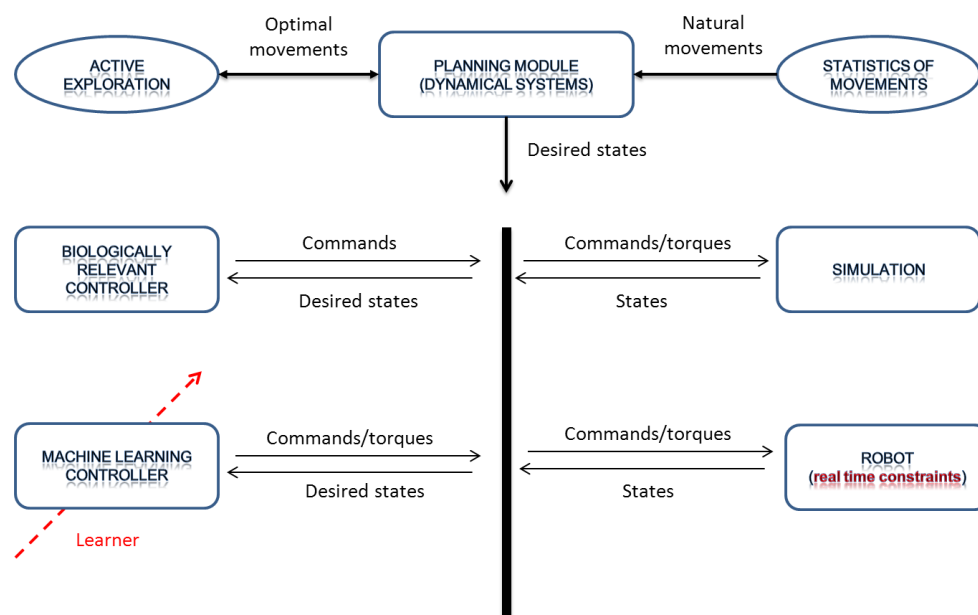 Optimal
movements
Natural
movements
ACTIVE
EXPLORATION
PLANNING MODULE
(DYNAMICAL SYSTEMS)
STATISTICS OF
MOVEMENTS
Desired states
BIOLOGICALLY
RELEVANT
CONTROLLER
Commands
Desired states
Commands/torques
States
SIMULATION
MACHINE LEARNING
CONTROLLER
Commands/torques
Desired states
Commands/torques
States
ROBOT
(real time constraints)
Learner